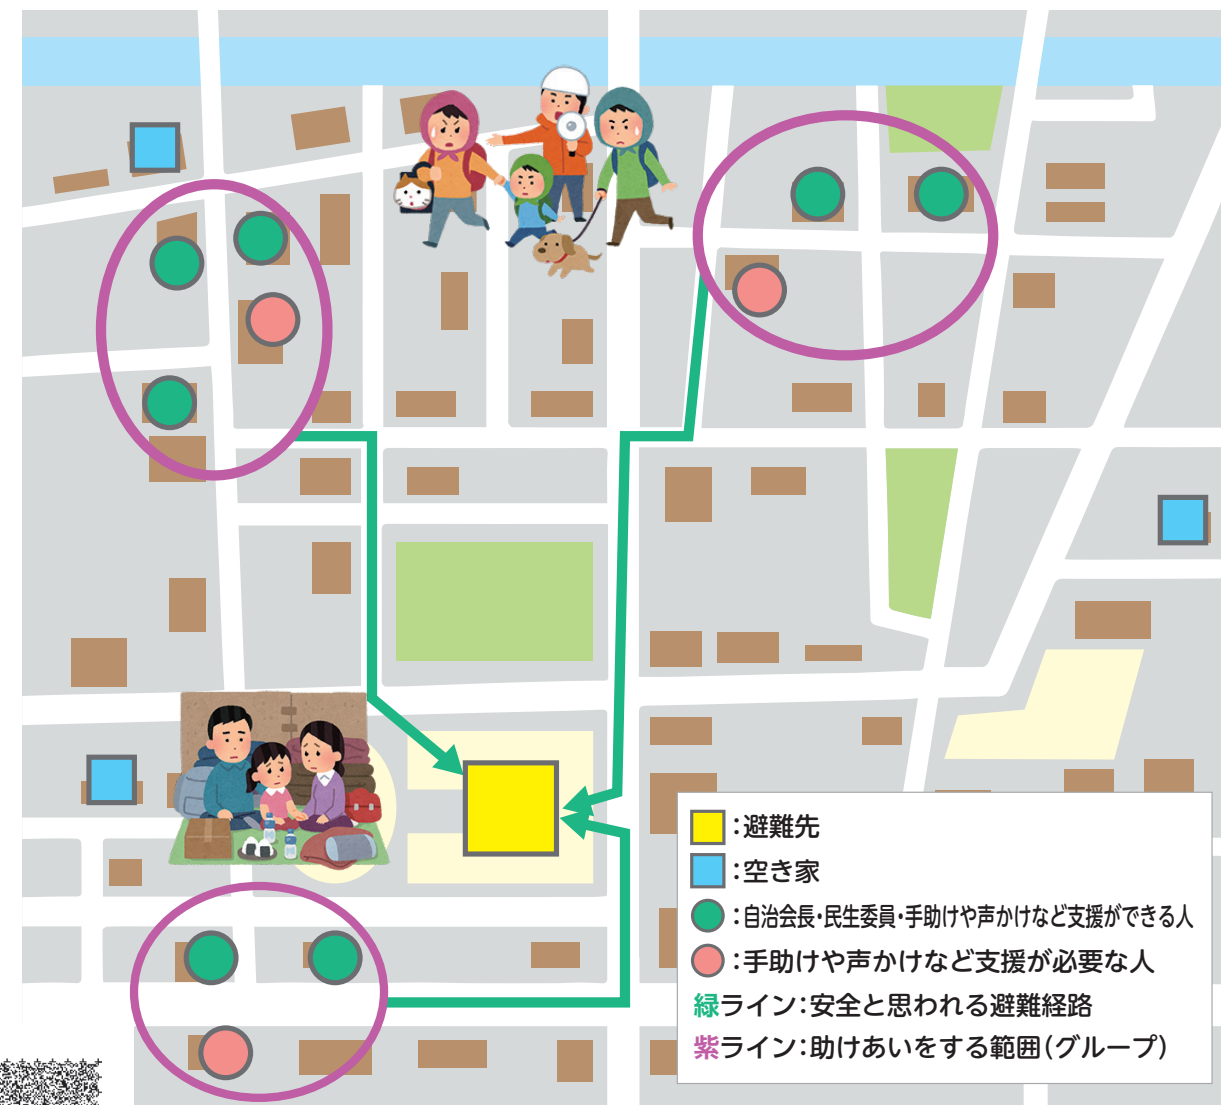 ：避難先
：空き家
：自治会長・民生委員・手助けや声かけなど支援ができる人
：手助けや声かけなど支援が必要な人
緑ライン：安全と思われる避難経路
紫ライン：助けあいをする範囲（グループ）